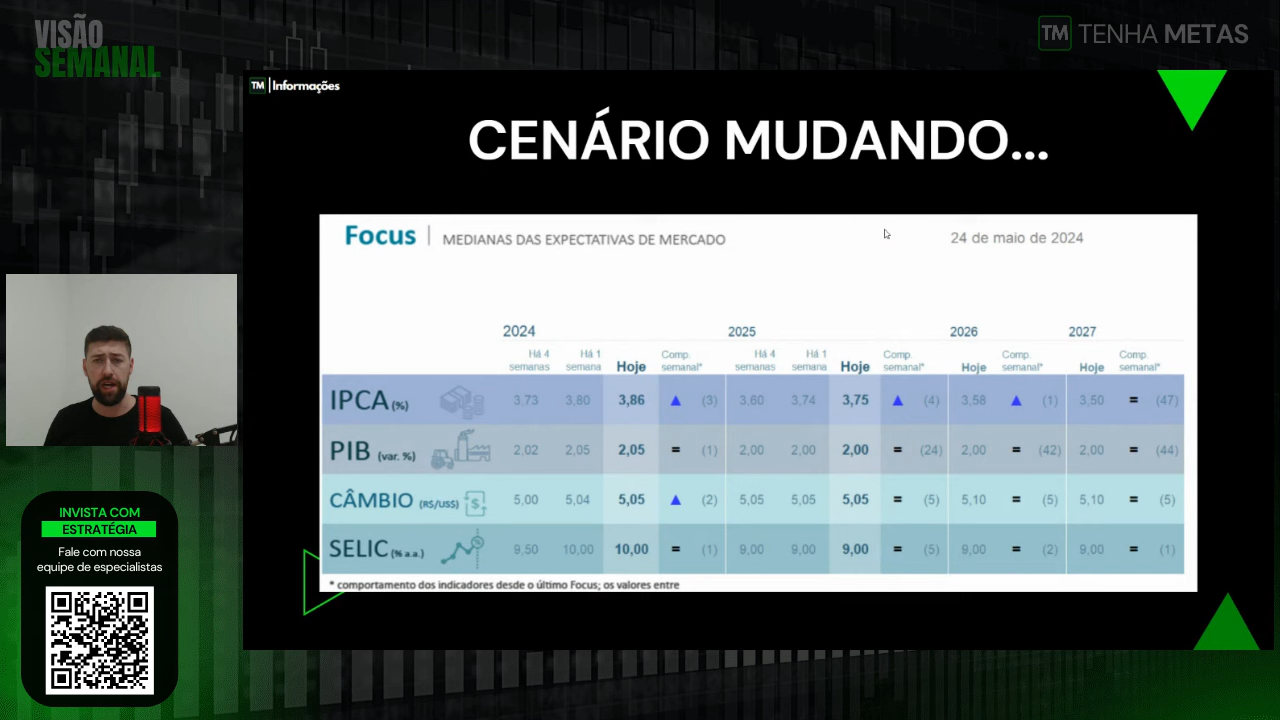 VISÃO
SEMANAL
TM TENHA METAS
TM Informações
CENÁRIO MUDANDO...
Focus MEDIANAS DAS EXPECTATIVAS DE MERCADO 24 de maio de 2024
2024 2025 2026 2027
Há 4 semanas Há 1 semana Hoje Comp. semanal* Há 4 semanas Há 1 semana Hoje Comp. semanal* Hoje Comp. semanal* Hoje Comp. semanal*
IPCA (%) 3,73 3,80 3,86 ▲ (3) 3,60 3,74 3,75 ▲ (4) 3,58 ▲ (1) 3,50 = (47)
PIB (var. %) 2,02 2,05 2,05 = (1) 2,00 2,00 2,00 = (24) 2,00 = (42) 2,00 = (44)
CÂMBIO (R$/US$) 5,00 5,04 5,05 ▲ (2) 5,05 5,05 5,05 = (5) 5,10 = (5) 5,10 = (5)
SELIC (% a.a.) 9,50 10,00 10,00 = (1) 9,00 9,00 9,00 = (5) 9,00 = (2) 9,00 = (1)
* comportamento dos indicadores desde o último Focus; os valores entre
INVISTA COM
ESTRATÉGIA
Fale com nossa
equipe de especialistas